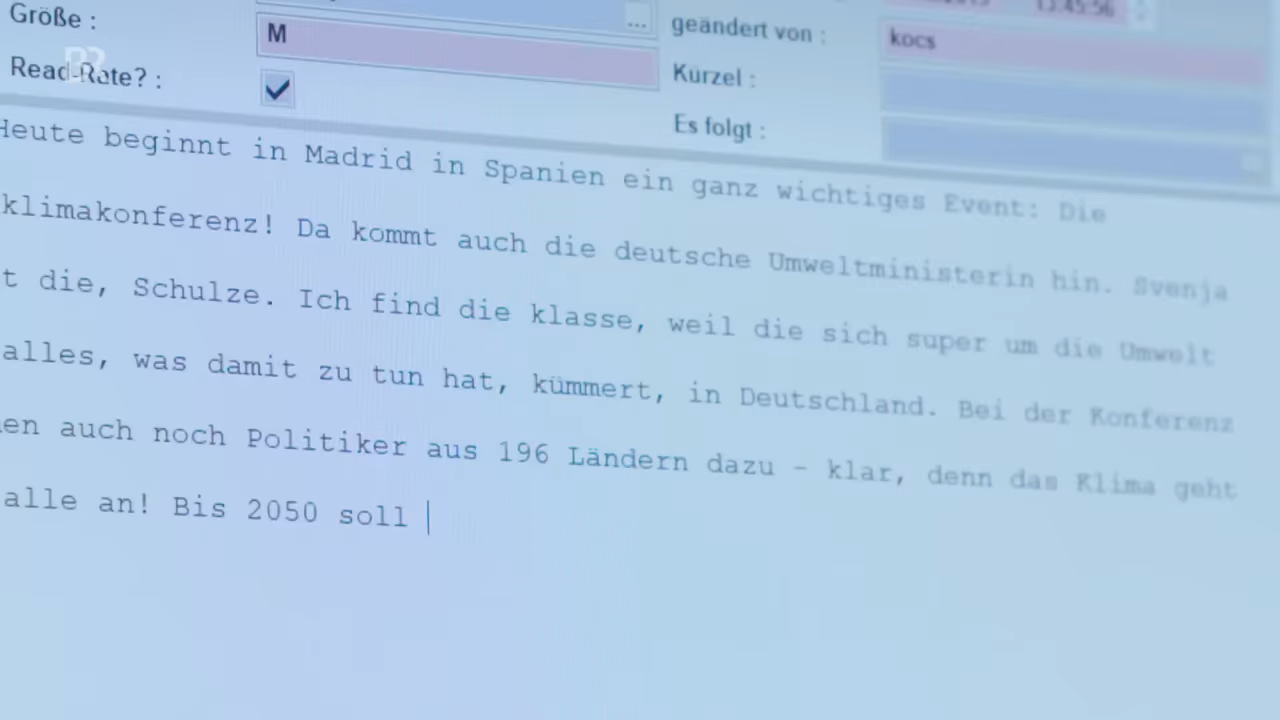 Größe :
M
...
geändert von :
kocs
Read-Rate? :
Kürzel :
Es folgt :
Heute beginnt in Madrid in Spanien ein ganz wichtiges Event: Die
klimakonferenz! Da kommt auch die deutsche Umweltministerin hin. Svenja
t die, Schulze. Ich find die klasse, weil die sich super um die Umwelt
alles, was damit zu tun hat, kümmert, in Deutschland. Bei der Konferenz
en auch noch Politiker aus 196 Ländern dazu – klar, denn das Klima geht
alle an! Bis 2050 soll